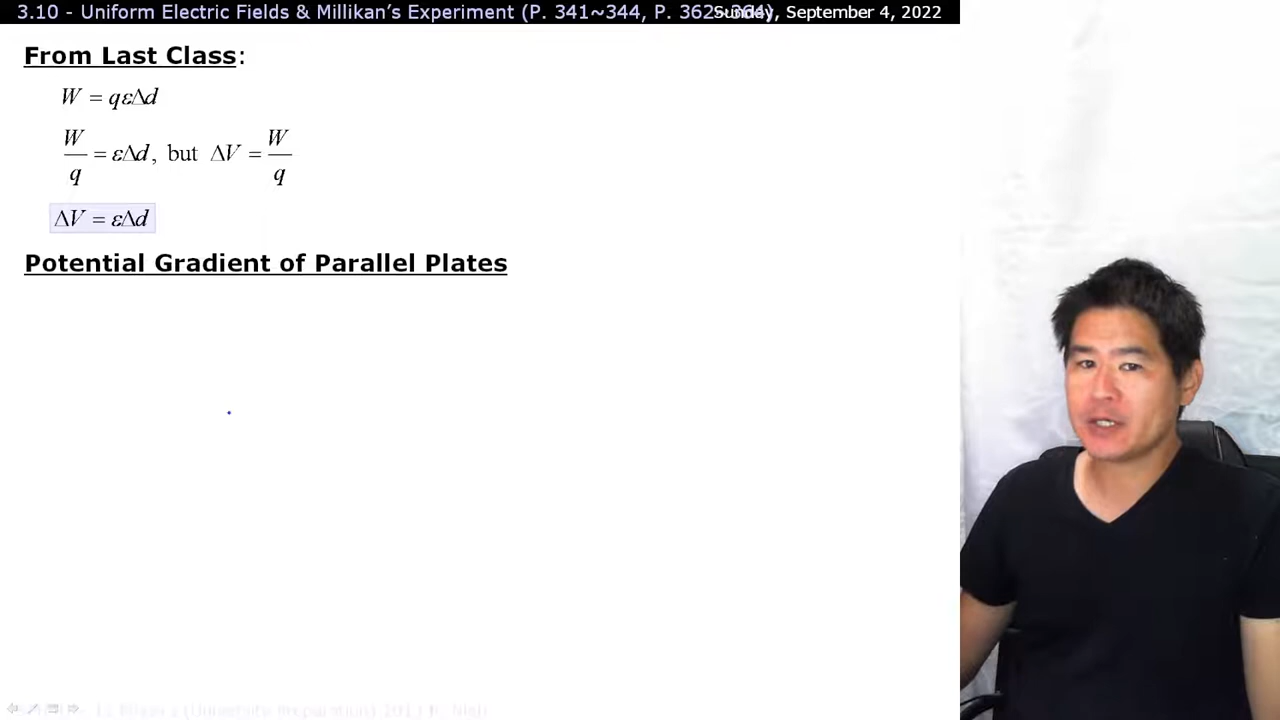 3.10 - Uniform Electric Fields & Millikan’s Experiment (P. 341~344, P. 362~364)
Sunday, September 4, 2022
From Last Class:
W = qεΔd
W/q = εΔd, but ΔV = W/q
ΔV = εΔd
Potential Gradient of Parallel Plates